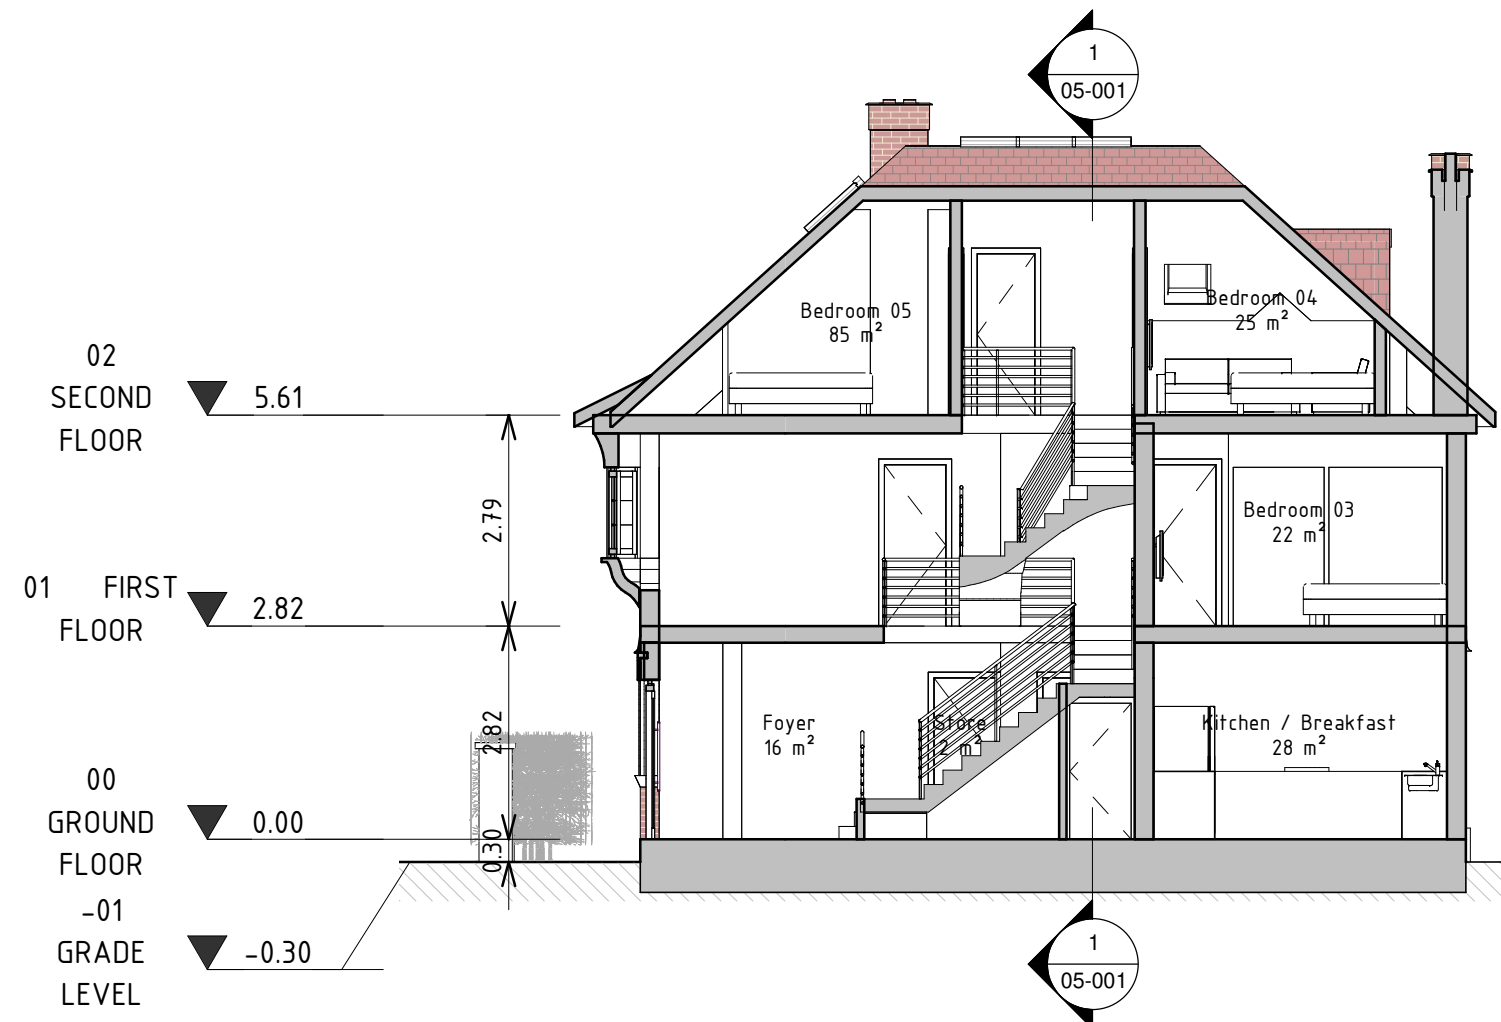 1
05-001
Bedroom 05
85 m²
Bedroom 04
25 m²
02
SECOND
FLOOR
5.61
2.79
Bedroom 03
22 m²
01 FIRST
FLOOR
2.82
2.82
Foyer
16 m²
Store
2 m²
Kitchen / Breakfast
28 m²
00
GROUND
FLOOR
0.00
0.30
-01
GRADE
LEVEL
-0.30
1
05-001